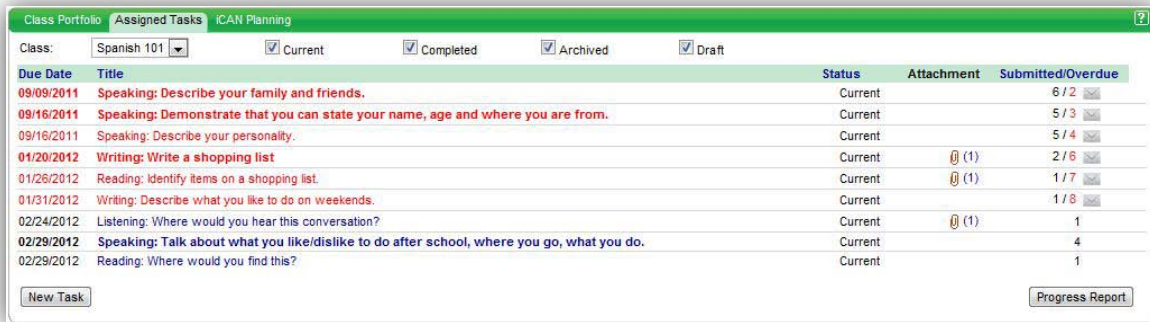 Class Portfolio Assigned Tasks iCAN Planning ?
Class: Spanish 101 Current Completed Archived Draft
Due Date Title Status Attachment Submitted/Overdue
09/09/2011 Speaking: Describe your family and friends. Current 6 / 2
09/16/2011 Speaking: Demonstrate that you can state your name, age and where you are from. Current 5 / 3
09/16/2011 Speaking: Describe your personality. Current 5 / 4
01/20/2012 Writing: Write a shopping list Current (1) 2 / 6
01/26/2012 Reading: Identify items on a shopping list. Current (1) 1 / 7
01/31/2012 Writing: Describe what you like to do on weekends. Current 1 / 8
02/24/2012 Listening: Where would you hear this conversation? Current (1) 1
02/29/2012 Speaking: Talk about what you like/dislike to do after school, where you go, what you do. Current 4
02/29/2012 Reading: Where would you find this? Current 1
New Task Progress Report